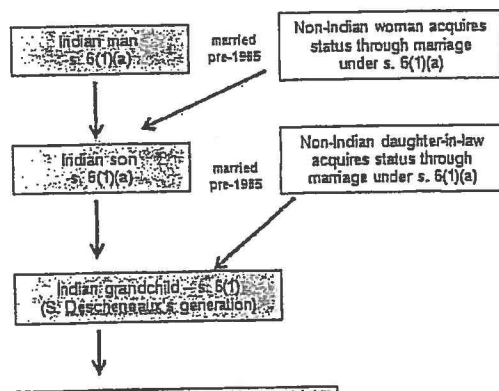 Indian man
s. 6(1)(a)
married
pre-1985
Non-Indian woman acquires
status through marriage
under s. 6(1)(a)
Indian son
s. 6(1)(a)
married
pre-1985
Non-Indian daughter-in-law
acquires status through
marriage under s. 6(1)(a)
Indian grandchild – s. 6(1)
(S. Descheneaux's generation)